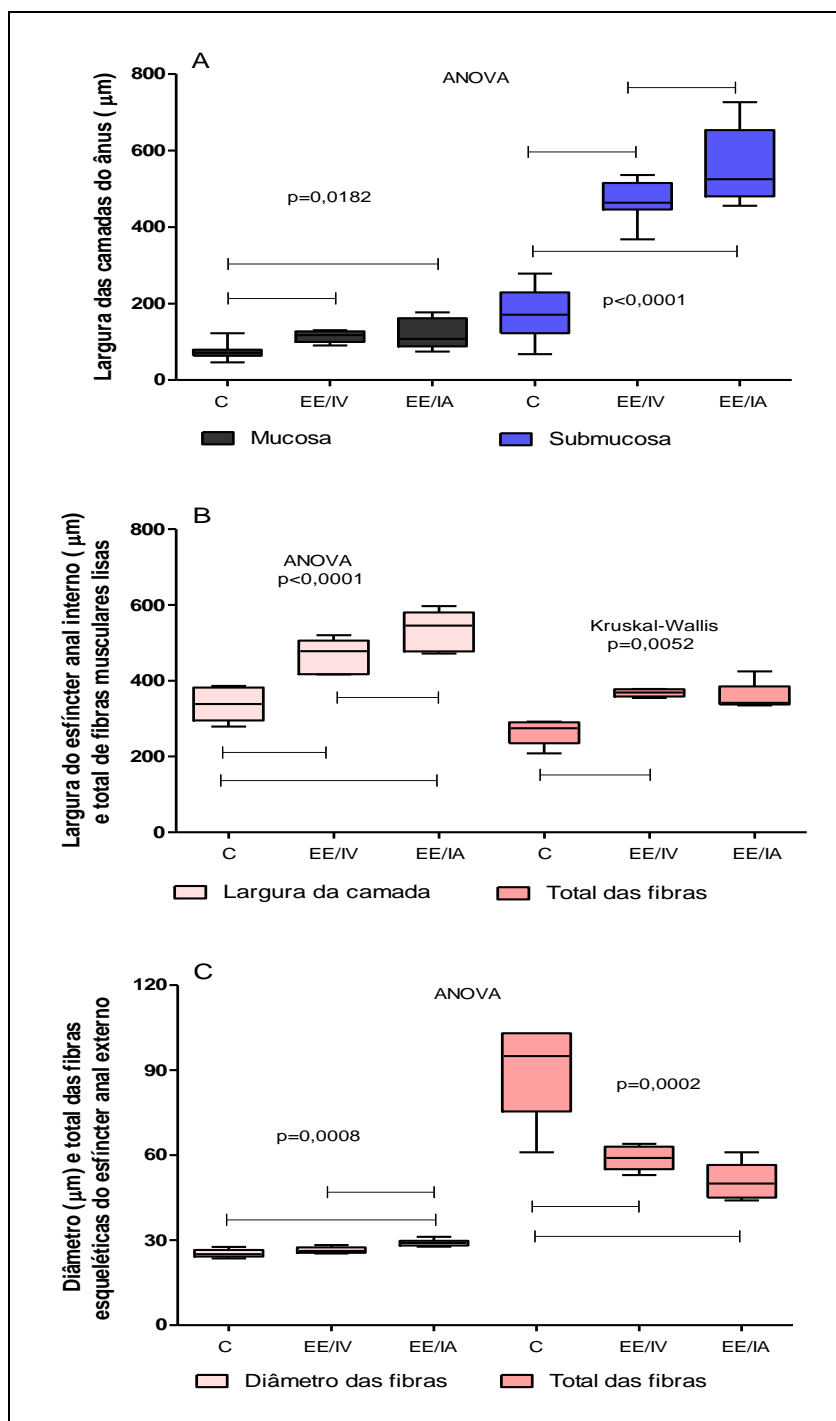 A
ANOVA
Largura das camadas do ânus ( µm)
800
600
400
200
0
p=0,0182
p<0,0001
C
EE/IV
EE/IA
C
EE/IV
EE/IA
Mucosa
Submucosa
B
Largura do esfíncter anal interno ( µm)
e total de fibras musculares lisas
800
600
400
200
0
ANOVA
p<0,0001
Kruskal-Wallis
p=0,0052
C
EE/IV
EE/IA
C
EE/IV
EE/IA
Largura da camada
Total das fibras
C
ANOVA
Diâmetro (µm) e total das fibras
esqueléticas do esfíncter anal externo
120
90
60
30
0
p=0,0008
p=0,0002
C
EE/IV
EE/IA
C
EE/IV
EE/IA
Diâmetro das fibras
Total das fibras